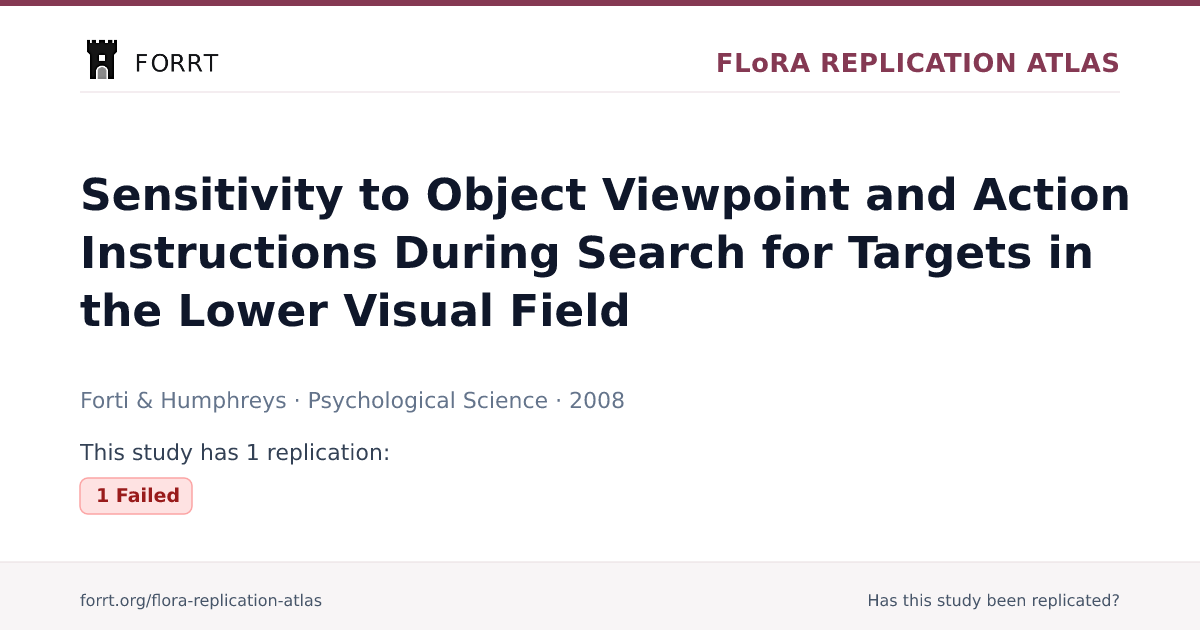 FORRT
FLoRA REPLICATION ATLAS
Sensitivity to Object Viewpoint and Action
Instructions During Search for Targets in
the Lower Visual Field
Forti & Humphreys · Psychological Science · 2008
This study has 1 replication:
1 Failed
forrt.org/flora-replication-atlas
Has this study been replicated?